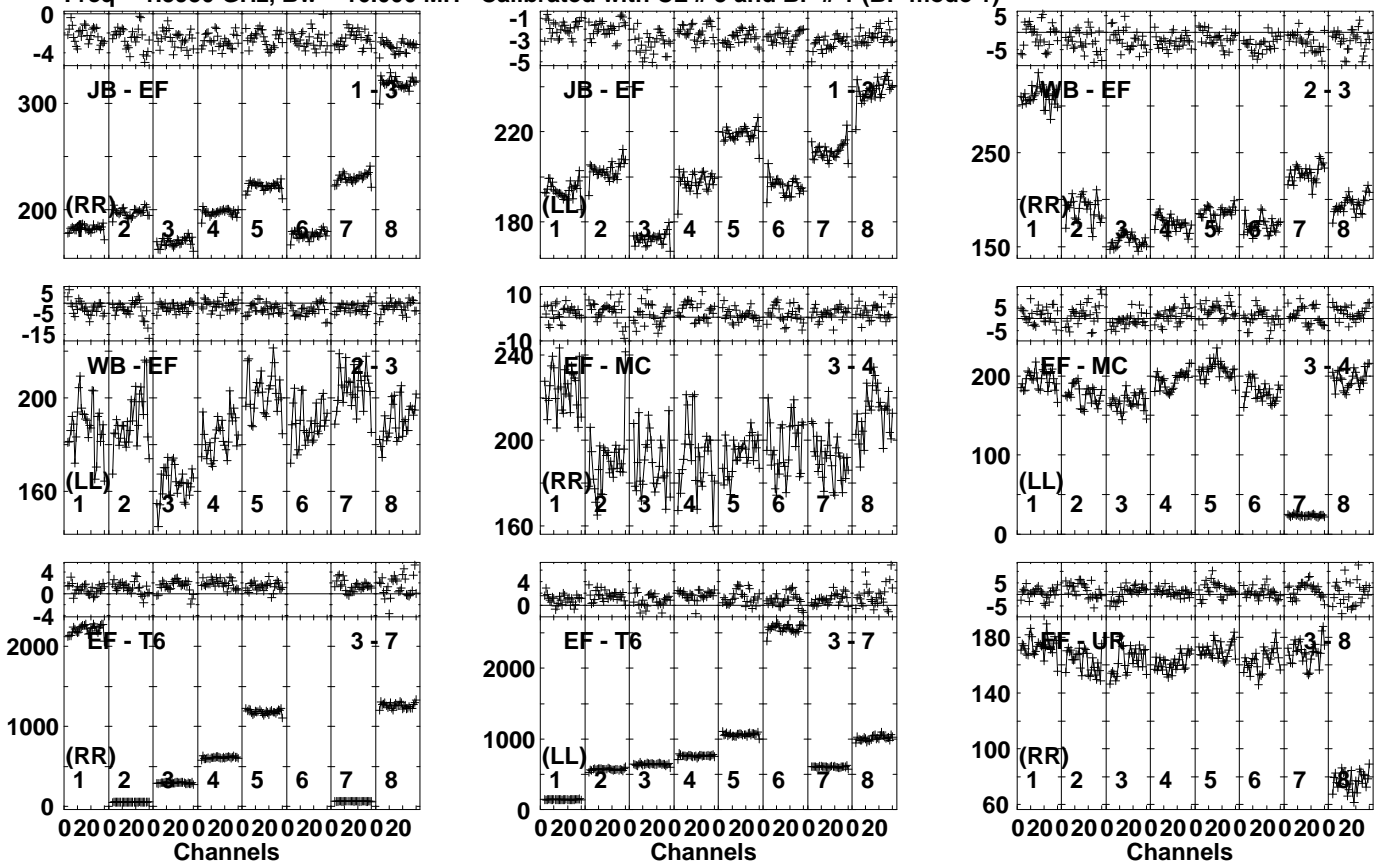 Calibrated with CL # 3 and BP # 1 (BP mode 1)
0 -2 -4
-1 -3 -5
5 -5
JB - EF 1 - 3
300 200
(RR)
1 2 3 4 5 6 7 8
JB - EF 1 - 3
220 180
(LL)
1 2 3 4 5 6 7 8
WB - EF 2 - 3
250 150
(RR)
1 2 3 4 5 6 7 8
5 -5 -15
10 -10
5 -5
WB - EF 2 - 3
200 160
(LL)
1 2 3 4 5 6 7 8
EF - MC 3 - 4
240 200 160
(RR)
1 2 3 4 5 6 7 8
EF - MC 3 - 4
200 100 0
(LL)
1 2 3 4 5 6 7 8
4 0 -4
4 0
5 -5
EF - T6 3 - 7
2000 1000 0
(RR)
1 2 3 4 5 6 7 8
EF - T6 3 - 7
2000 1000 0
(LL)
1 2 3 4 5 6 7 8
EF - UR 3 - 8
180 140 100 60
(RR)
1 2 3 4 5 6 7 8
0 20 0 20 0 20 0 20 0 20 0 20 0 20 0 20
0 20 0 20 0 20 0 20 0 20 0 20 0 20 0 20
0 20 0 20 0 20 0 20 0 20 0 20 0 20 0 20
Channels
Channels
Channels